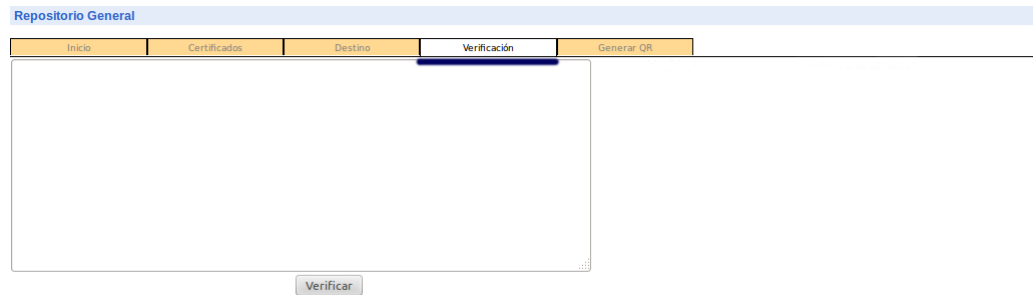 Repositorio General
Inicio Certificados Destino Verificación Generar QR
Verificar